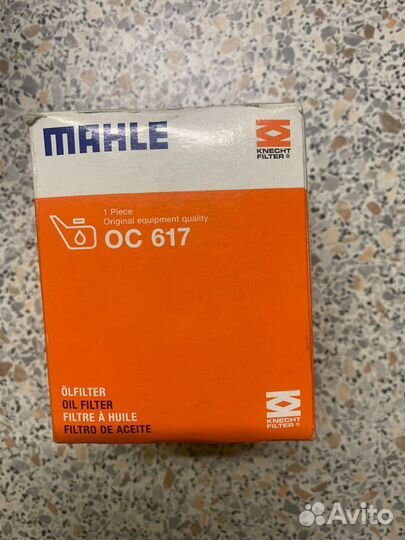 MAHLE
KNECHT
FILTER®
1 Piece
Original equipment quality
OC 617
ÖLFILTER
OIL FILTER
FILTRE À HUILE
FILTRO DE ACEITE
KNECHT
FILTER®
Avito